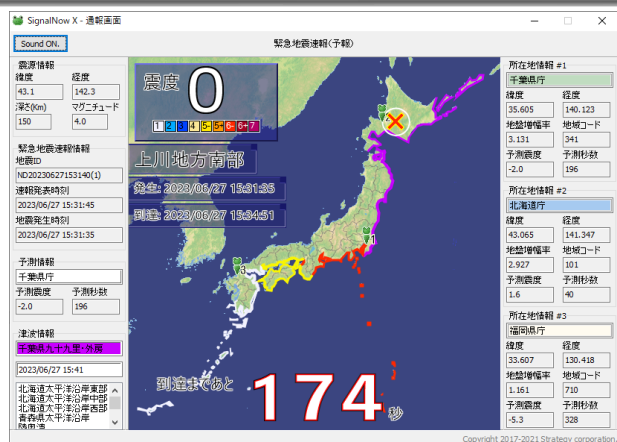 SignalNow X - 通報画面
Sound ON.
緊急地震速報(予報)
震源情報
緯度 経度
43.1 142.3
深さ(Km) マグニチュード
150 4.0
緊急地震速報情報
地震ID
ND20230627153140(1)
速報発表時刻
2023/06/27 15:31:45
地震発生時刻
2023/06/27 15:31:35
予測情報
千葉県庁
予測震度 予測秒数
-2.0 196
津波情報
千葉県九十九里・外房
2023/06/27 15:41
北海道太平洋沿岸東部
北海道太平洋沿岸中部
北海道太平洋沿岸西部
青森県太平洋沿岸
陸奥湾
震度 0
1 2 3 4 5- 5+ 6- 6+ 7
上川地方南部
発生: 2023/06/27 15:31:35
到達: 2023/06/27 15:34:51
2
1
3
到達まであと 174 秒
所在地情報 #1
千葉県庁
緯度 経度
35.605 140.123
地盤増幅率 地域コード
3.131 341
予測震度 予測秒数
-2.0 196
所在地情報 #2
北海道庁
緯度 経度
43.065 141.347
地盤増幅率 地域コード
2.927 101
予測震度 予測秒数
1.6 40
所在地情報 #3
福岡県庁
緯度 経度
33.607 130.418
地盤増幅率 地域コード
1.161 710
予測震度 予測秒数
-5.3 328
Copyright 2017-2021 Strategy corporation.